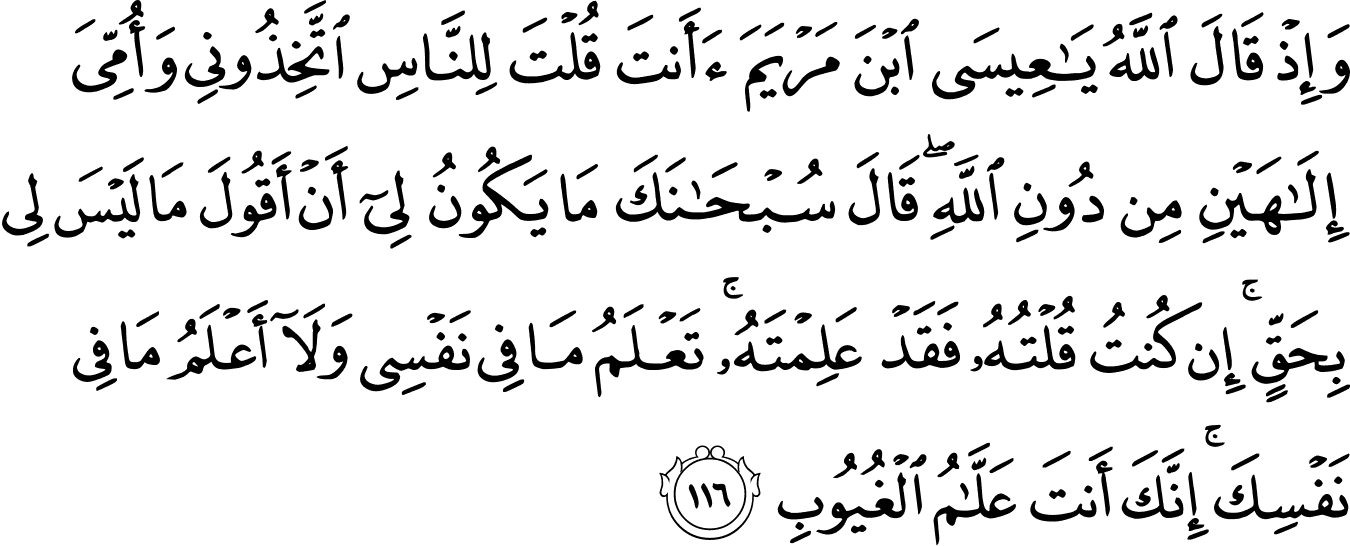 وَإِذْ قَالَ ٱللَّهُ يَـٰعِيسَى ٱبْنَ مَرْيَمَ ءَأَنتَ قُلْتَ لِلنَّاسِ ٱتَّخِذُونِى وَأُمِّىَ
إِلَـٰهَيْنِ مِن دُونِ ٱللَّهِ ۖ قَالَ سُبْحَـٰنَكَ مَا يَكُونُ لِىٓ أَنْ أَقُولَ مَا لَيْسَ لِى
بِحَقٍّ ۚ إِن كُنتُ قُلْتُهُۥ فَقَدْ عَلِمْتَهُۥ ۚ تَعْلَمُ مَا فِى نَفْسِى وَلَآ أَعْلَمُ مَا فِى
نَفْسِكَ ۚ إِنَّكَ أَنتَ عَلَّـٰمُ ٱلْغُيُوبِ ١١٦